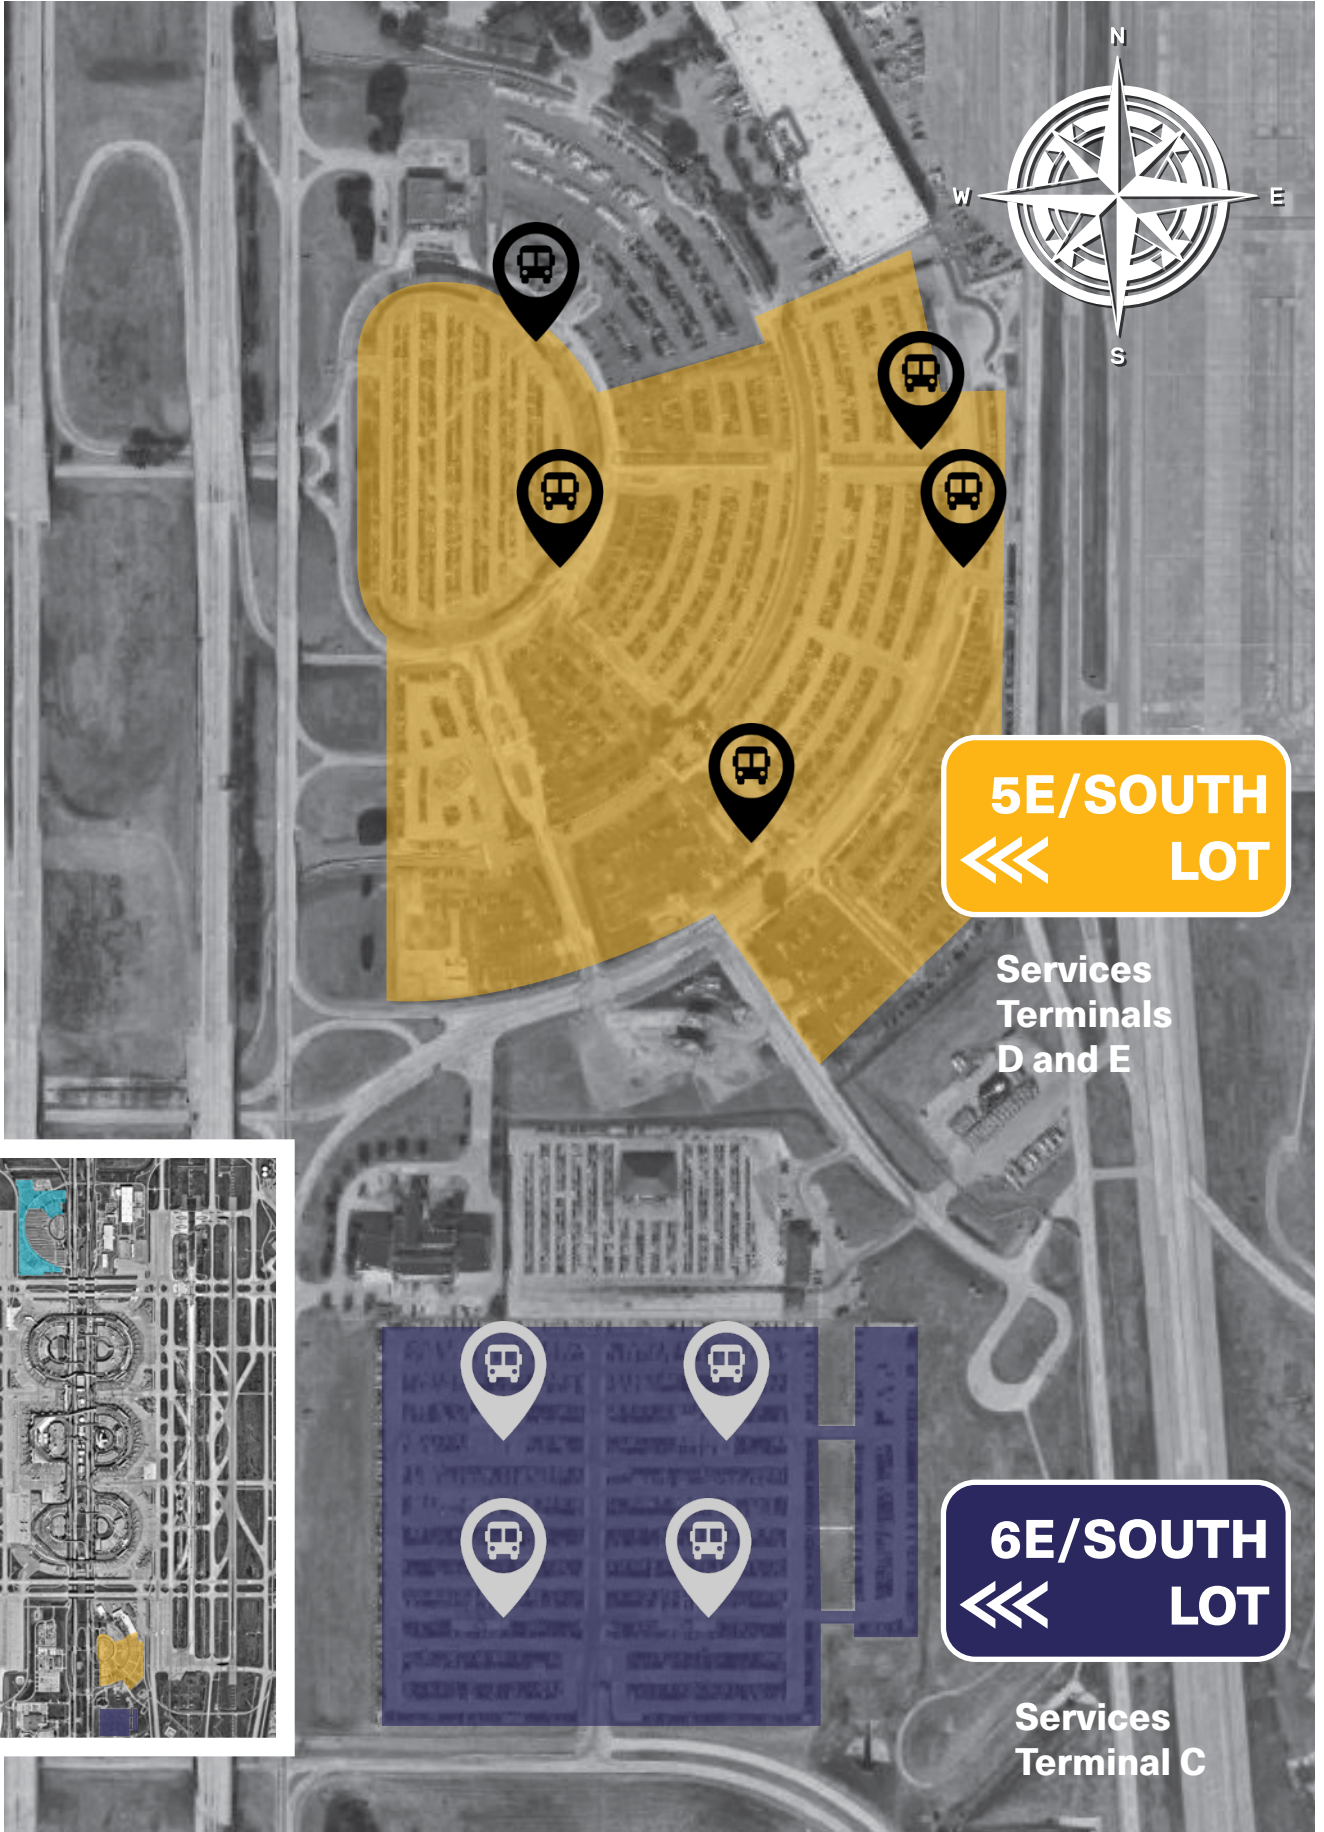 N
W
E
S
5E/SOUTH
LOT
Services
Terminals
D and E
6E/SOUTH
LOT
Services
Terminal C